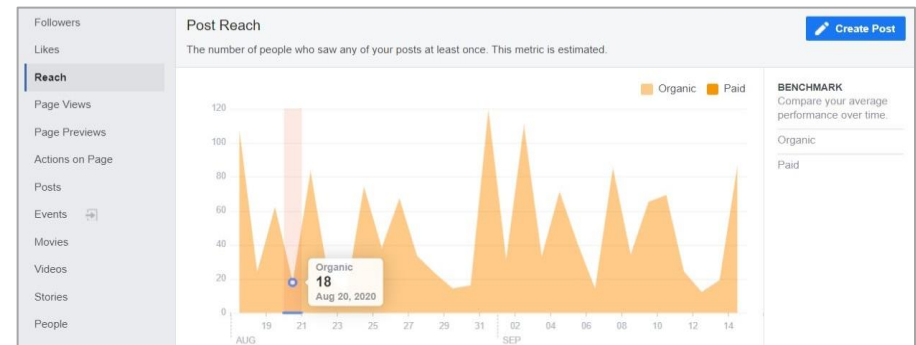 Followers
Likes
Reach
Page Views
Page Previews
Actions on Page
Posts
Events
Movies
Videos
Stories
People
Post Reach
Create Post
The number of people who saw any of your posts at least once. This metric is estimated.
Organic Paid
120
100
80
60
40
20
0
Organic
18
Aug 20, 2020
19 21 23 25 27 29 31 02 04 06 08 10 12 14
AUG SEP
BENCHMARK
Compare your average
performance over time.
Organic
Paid